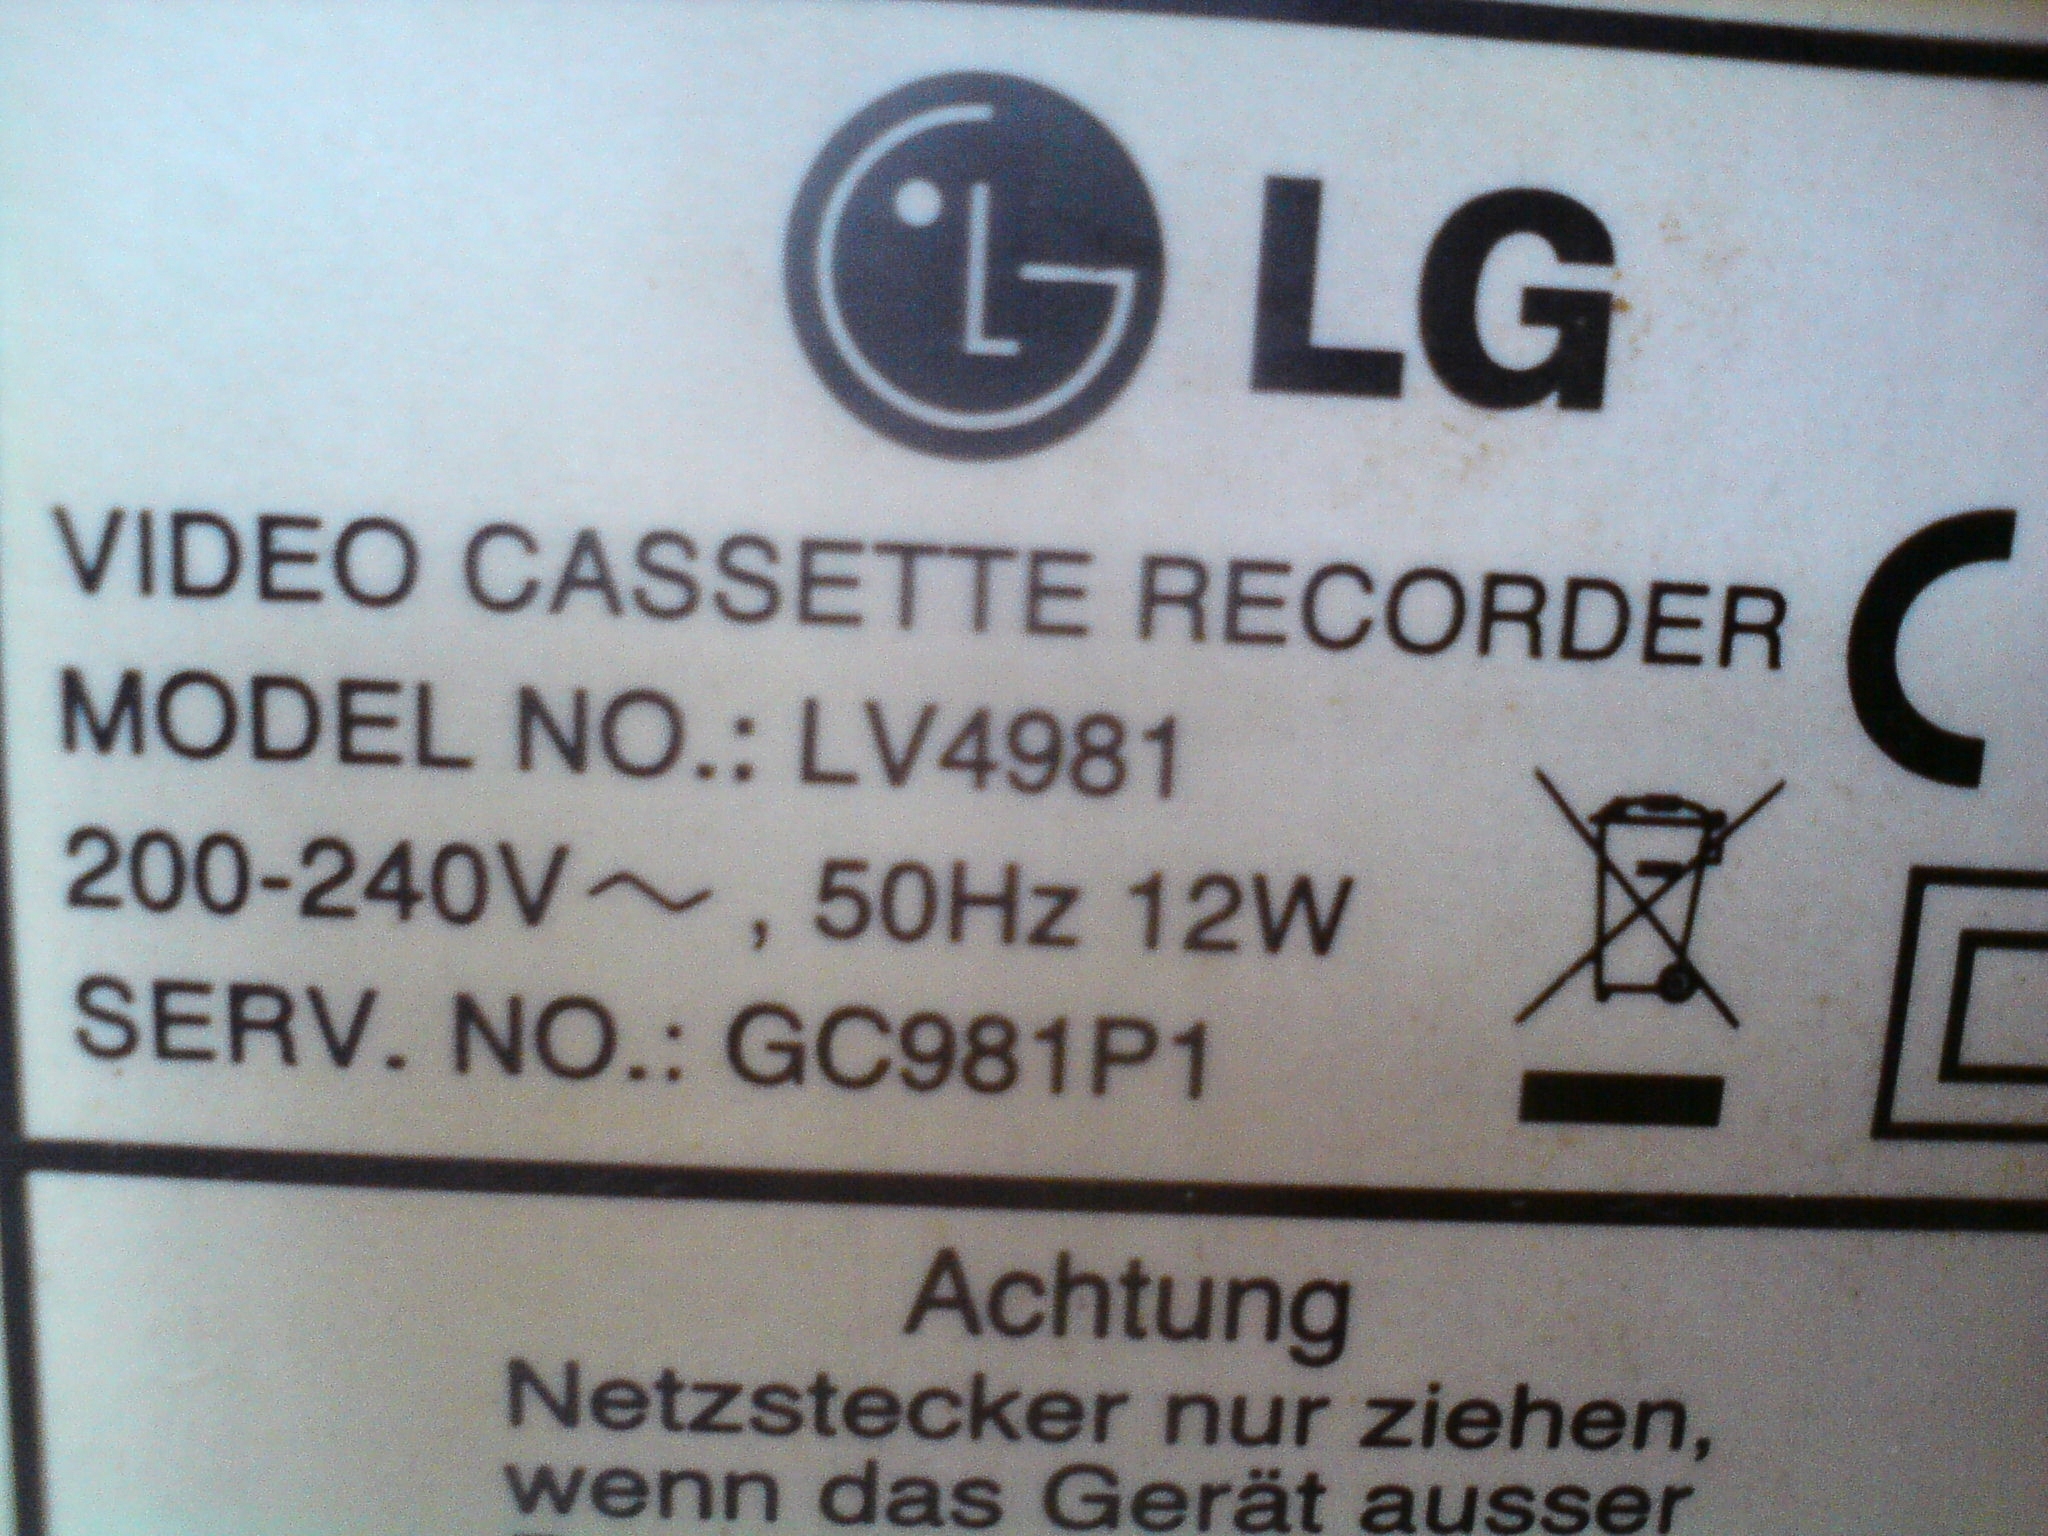 LG
VIDEO CASSETTE RECORDER
MODEL NO.: LV4981
200-240V～, 50Hz 12W
SERV. NO.: GC981P1
Achtung
Netzstecker nur ziehen,
wenn das Gerät ausser